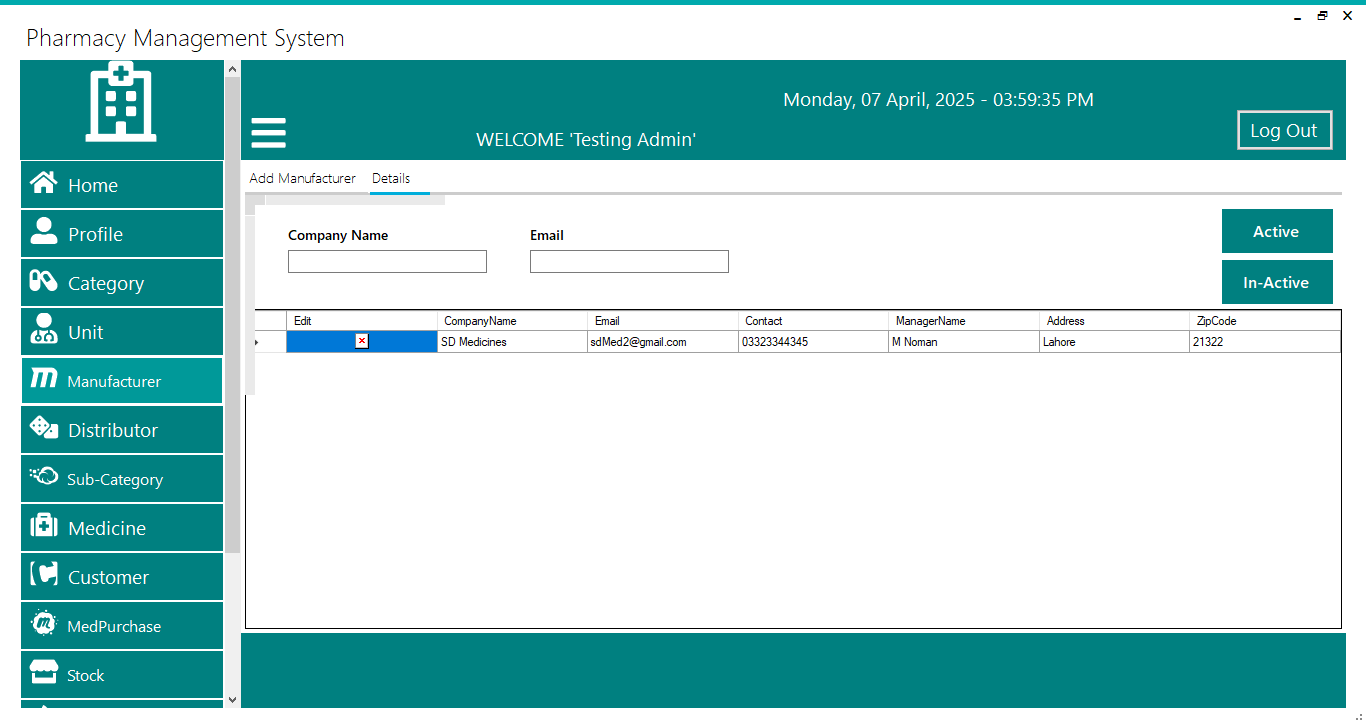 Pharmacy Management System
Monday, 07 April, 2025 - 03:59:35 PM
WELCOME 'Testing Admin'
Log Out
Home
Profile
Category
Unit
Manufacturer
Distributor
Sub-Category
Medicine
Customer
MedPurchase
Stock
Add Manufacturer Details
Company Name Email
Active
In-Active
Edit CompanyName Email Contact ManagerName Address ZipCode
SD Medicines sdMed2@gmail.com 03323344345 M Noman Lahore 21322